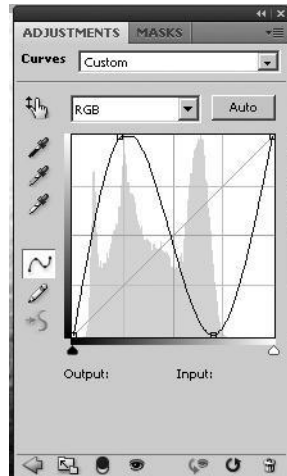 ADJUSTMENTS MASKS
Curves Custom
RGB Auto
Output: Input: